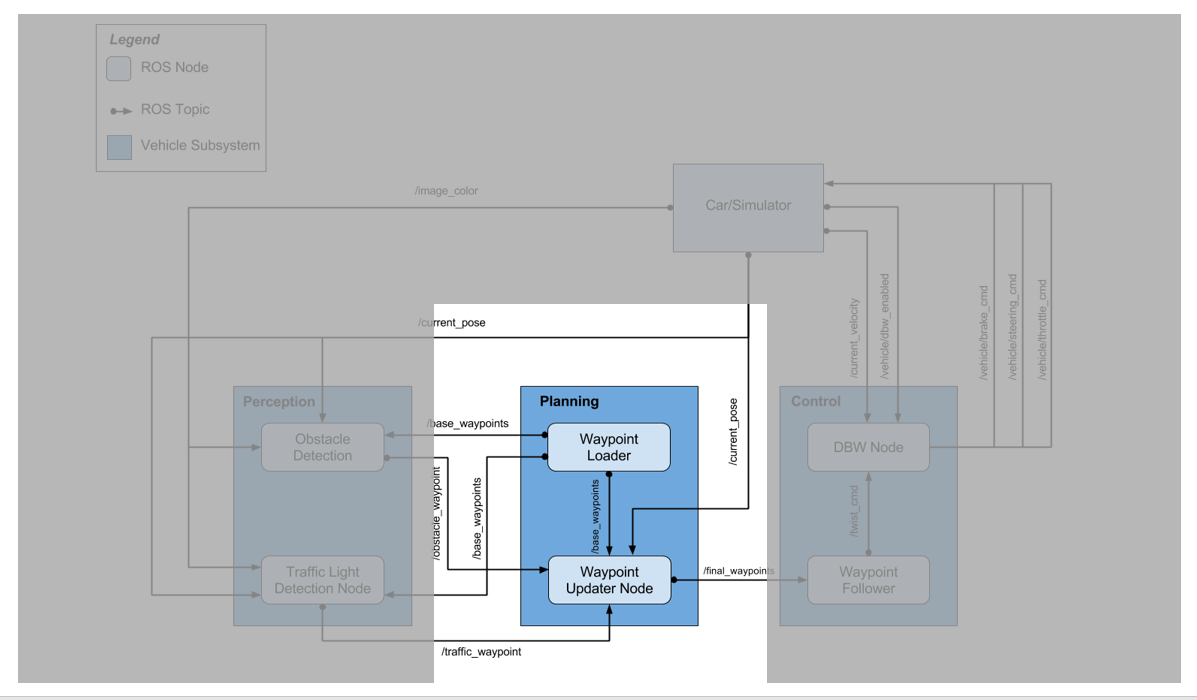 Legend
ROS Node
ROS Topic
Vehicle Subsystem
/image_color
Car/Simulator
/current_velocity
/vehicle/dbw_enabled
/vehicle/brake_cmd
/vehicle/steering_cmd
/vehicle/throttle_cmd
/current_pose
Perception
Obstacle
Detection
Traffic Light
Detection Node
/base_waypoints
/obstacle_waypoint
/base_waypoints
Planning
Waypoint
Loader
/base_waypoints
Waypoint
Updater Node
/current_pose
/traffic_waypoint
/final_waypoints
Control
DBW Node
/twist_cmd
Waypoint
Follower